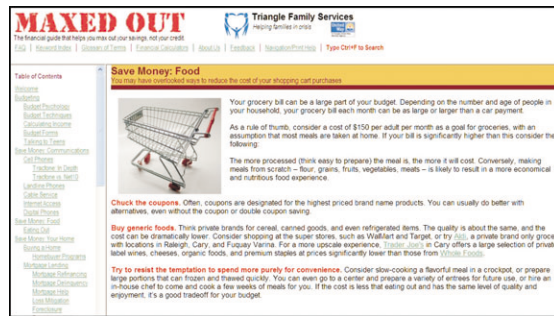 MAXED OUT
The financial guide that helps you max out your savings, not your credit.
Triangle Family Services
Helping families in crisis
FAQ | Keyword Index | Glossary of Terms | Financial Calculators | About Us | Feedback | Navigation/Print Help | Type Ctrl+F to Search
Table of Contents
Welcome
Budgeting
Budget Psychology
Budget Techniques
Calculating Income
Budget Forms
Talking to Teens
Save Money: Communications
Cell Phones
Tracfone: In Depth
Tracfone vs. Net10
Landline Phones
Cable Service
Internet Access
Digital Phones
Save Money: Food
Eating Out
Save Money: Your Home
Buying a Home
Homebuyer Programs
Mortgage Lending
Mortgage Refinancing
Mortgage Delinquency
Mortgage Help
Loss Mitigation
Foreclosure
Save Money: Food
You may have overlooked ways to reduce the cost of your shopping cart purchases
Your grocery bill can be a large part of your budget. Depending on the number and age of people in
your household, your grocery bill each month can be as large or larger than a car payment.
As a rule of thumb, consider a cost of $150 per adult per month as a goal for groceries, with an
assumption that most meals are taken at home. If your bill is significantly higher than this consider the
following:
The more processed (think easy to prepare) the meal is, the more it will cost. Conversely, making
meals from scratch – flour, grains, fruits, vegetables, meats – is likely to result in a more economical
and nutritious food experience.
Chuck the coupons. Often, coupons are designated for the highest priced brand name products. You can usually do better with
alternatives, even without the coupon or double coupon saving.
Buy generic foods. Think private brands for cereal, canned goods, and even refrigerated items. The quality is about the same, and the
cost can be dramatically lower. Consider shopping at the super stores, such as WalMart and Target, or try Aldi, a private brand only grocer
with locations in Raleigh, Cary, and Fuquay Varina. For a more upscale experience, Trader Joe's in Cary offers a large selection of private
label wines, cheeses, organic foods, and premium staples at prices significantly lower than those from Whole Foods.
Try to resist the temptation to spend more purely for convenience. Consider slow-cooking a flavorful meal in a crockpot, or prepare
large portions that can frozen and thawed quickly. You can even go to a center and prepare a variety of entrees for future use, or hire an
in-house chef to come and cook a few weeks of meals for you. If the cost is less that eating out and has the same level of quality and
enjoyment, it's a good tradeoff for your budget.